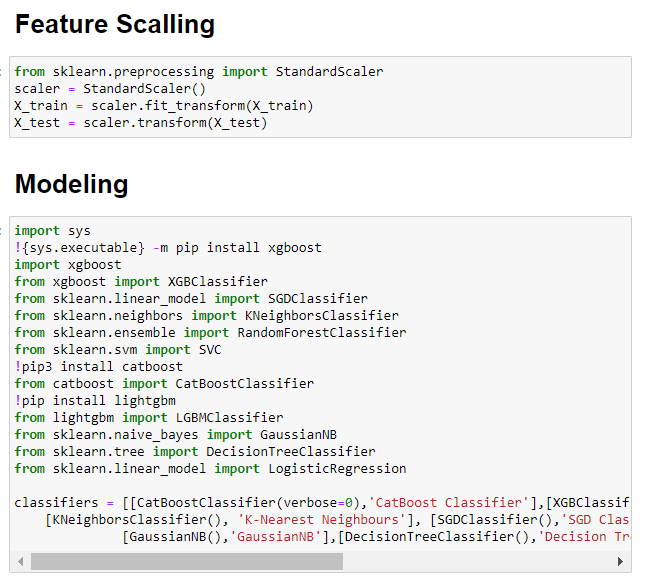 Feature Scalling
from sklearn.preprocessing import StandardScaler
scaler = StandardScaler()
X_train = scaler.fit_transform(X_train)
X_test = scaler.transform(X_test)
Modeling
import sys
!{sys.executable} -m pip install xgboost
import xgboost
from xgboost import XGBClassifier
from sklearn.linear_model import SGDClassifier
from sklearn.neighbors import KNeighborsClassifier
from sklearn.ensemble import RandomForestClassifier
from sklearn.svm import SVC
!pip3 install catboost
from catboost import CatBoostClassifier
!pip install lightgbm
from lightgbm import LGBMClassifier
from sklearn.naive_bayes import GaussianNB
from sklearn.tree import DecisionTreeClassifier
from sklearn.linear_model import LogisticRegression
classifiers = [[CatBoostClassifier(verbose=0),'CatBoost Classifier'],[XGBClassif
[KNeighborsClassifier(), 'K-Nearest Neighbours'], [SGDClassifier(),'SGD Clas
[GaussianNB(),'GaussianNB'],[DecisionTreeClassifier(),'Decision Tr